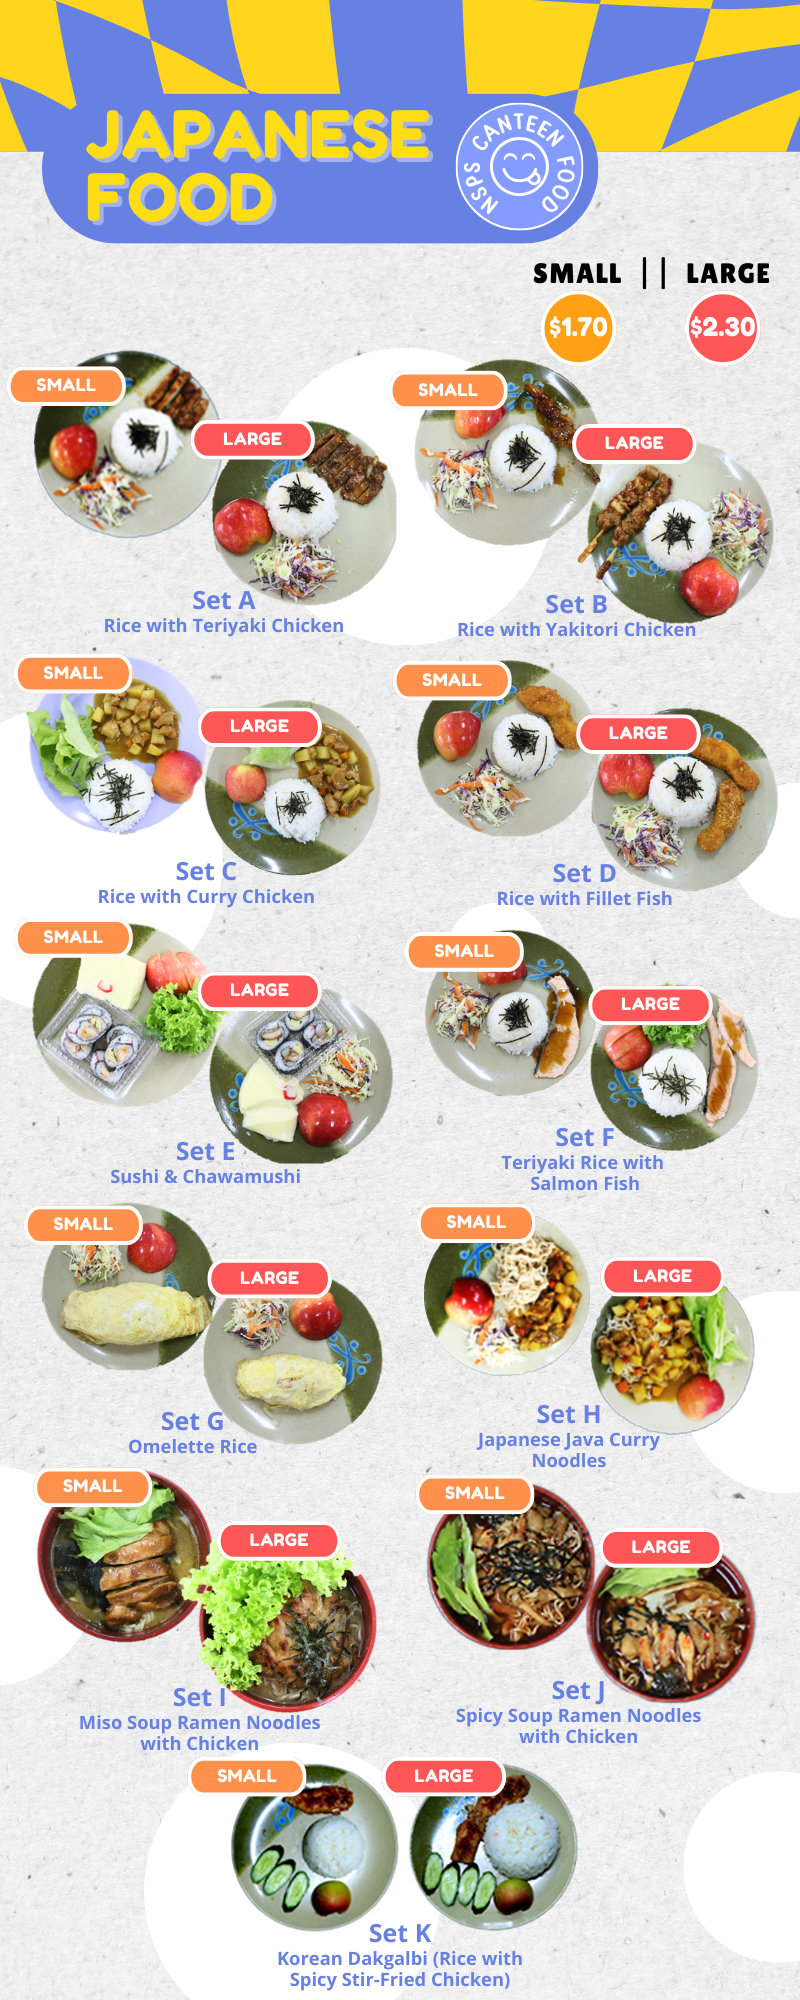 JAPANESE
FOOD
NSPS CANTEEN FOOD
SMALL || LARGE
$1.70 $2.30
SMALL
LARGE
Set A
Rice with Teriyaki Chicken
SMALL
LARGE
Set B
Rice with Yakitori Chicken
SMALL
LARGE
Set C
Rice with Curry Chicken
SMALL
LARGE
Set D
Rice with Fillet Fish
SMALL
LARGE
Set E
Sushi & Chawamushi
SMALL
LARGE
Set F
Teriyaki Rice with
Salmon Fish
SMALL
LARGE
Set G
Omelette Rice
SMALL
LARGE
Set H
Japanese Java Curry
Noodles
SMALL
LARGE
Set I
Miso Soup Ramen Noodles
with Chicken
SMALL
LARGE
Set J
Spicy Soup Ramen Noodles
with Chicken
SMALL
LARGE
Set K
Korean Dakgalbi (Rice with
Spicy Stir-Fried Chicken)